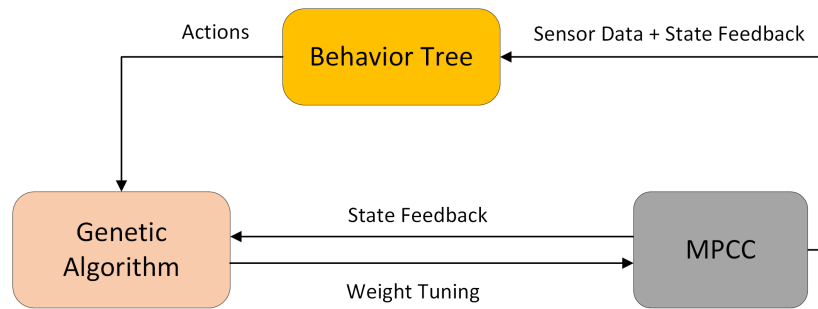 Actions
Behavior Tree
Sensor Data + State Feedback
Genetic
Algorithm
State Feedback
Weight Tuning
MPCC